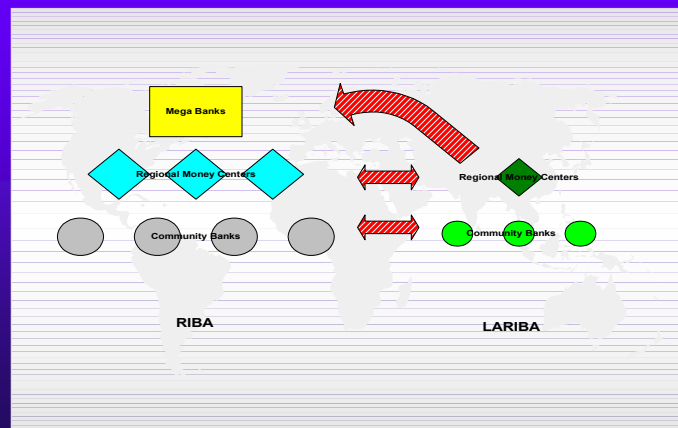 Mega Banks
Regional Money Centers
Regional Money Centers
Community Banks
Community Banks
RIBA
LARIBA